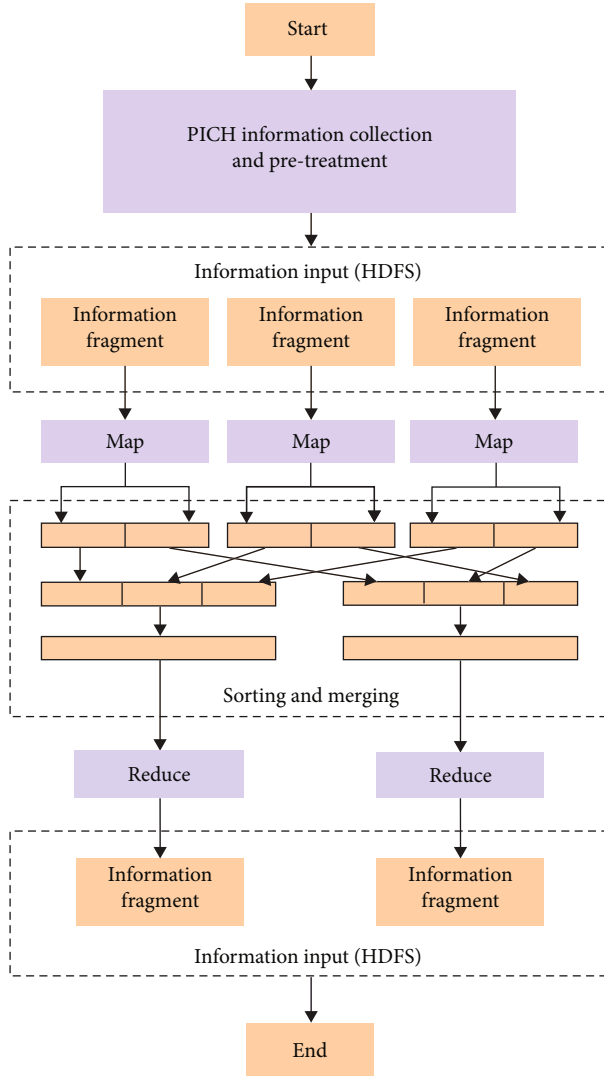 Start
PICH information collection
and pre-treatment
Information input (HDFS)
Information
fragment
Information
fragment
Information
fragment
Map
Map
Map
Sorting and merging
Reduce
Reduce
Information
fragment
Information
fragment
Information input (HDFS)
End